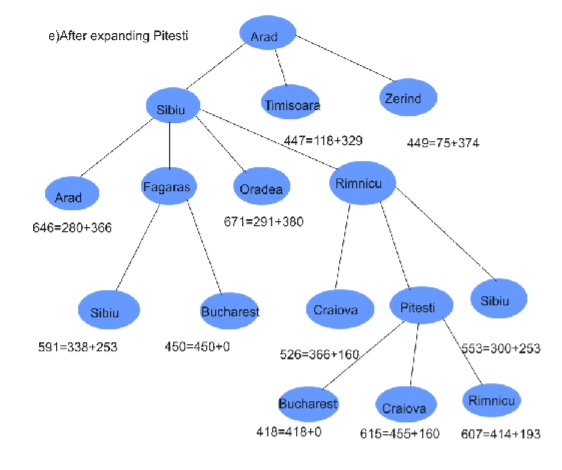 e)After expanding Pitesti
Arad
Sibiu
Timisoara
Zerind
447=118+329
449=75+374
Arad
Fagaras
Oradea
Rimnicu
646=280+366
671=291+380
Sibiu
Bucharest
Craiova
Pitesti
Sibiu
591=338+253
450=450+0
526=366+160
553=300+253
Bucharest
Craiova
Rimnicu
418=418+0
615=455+160
607=414+193